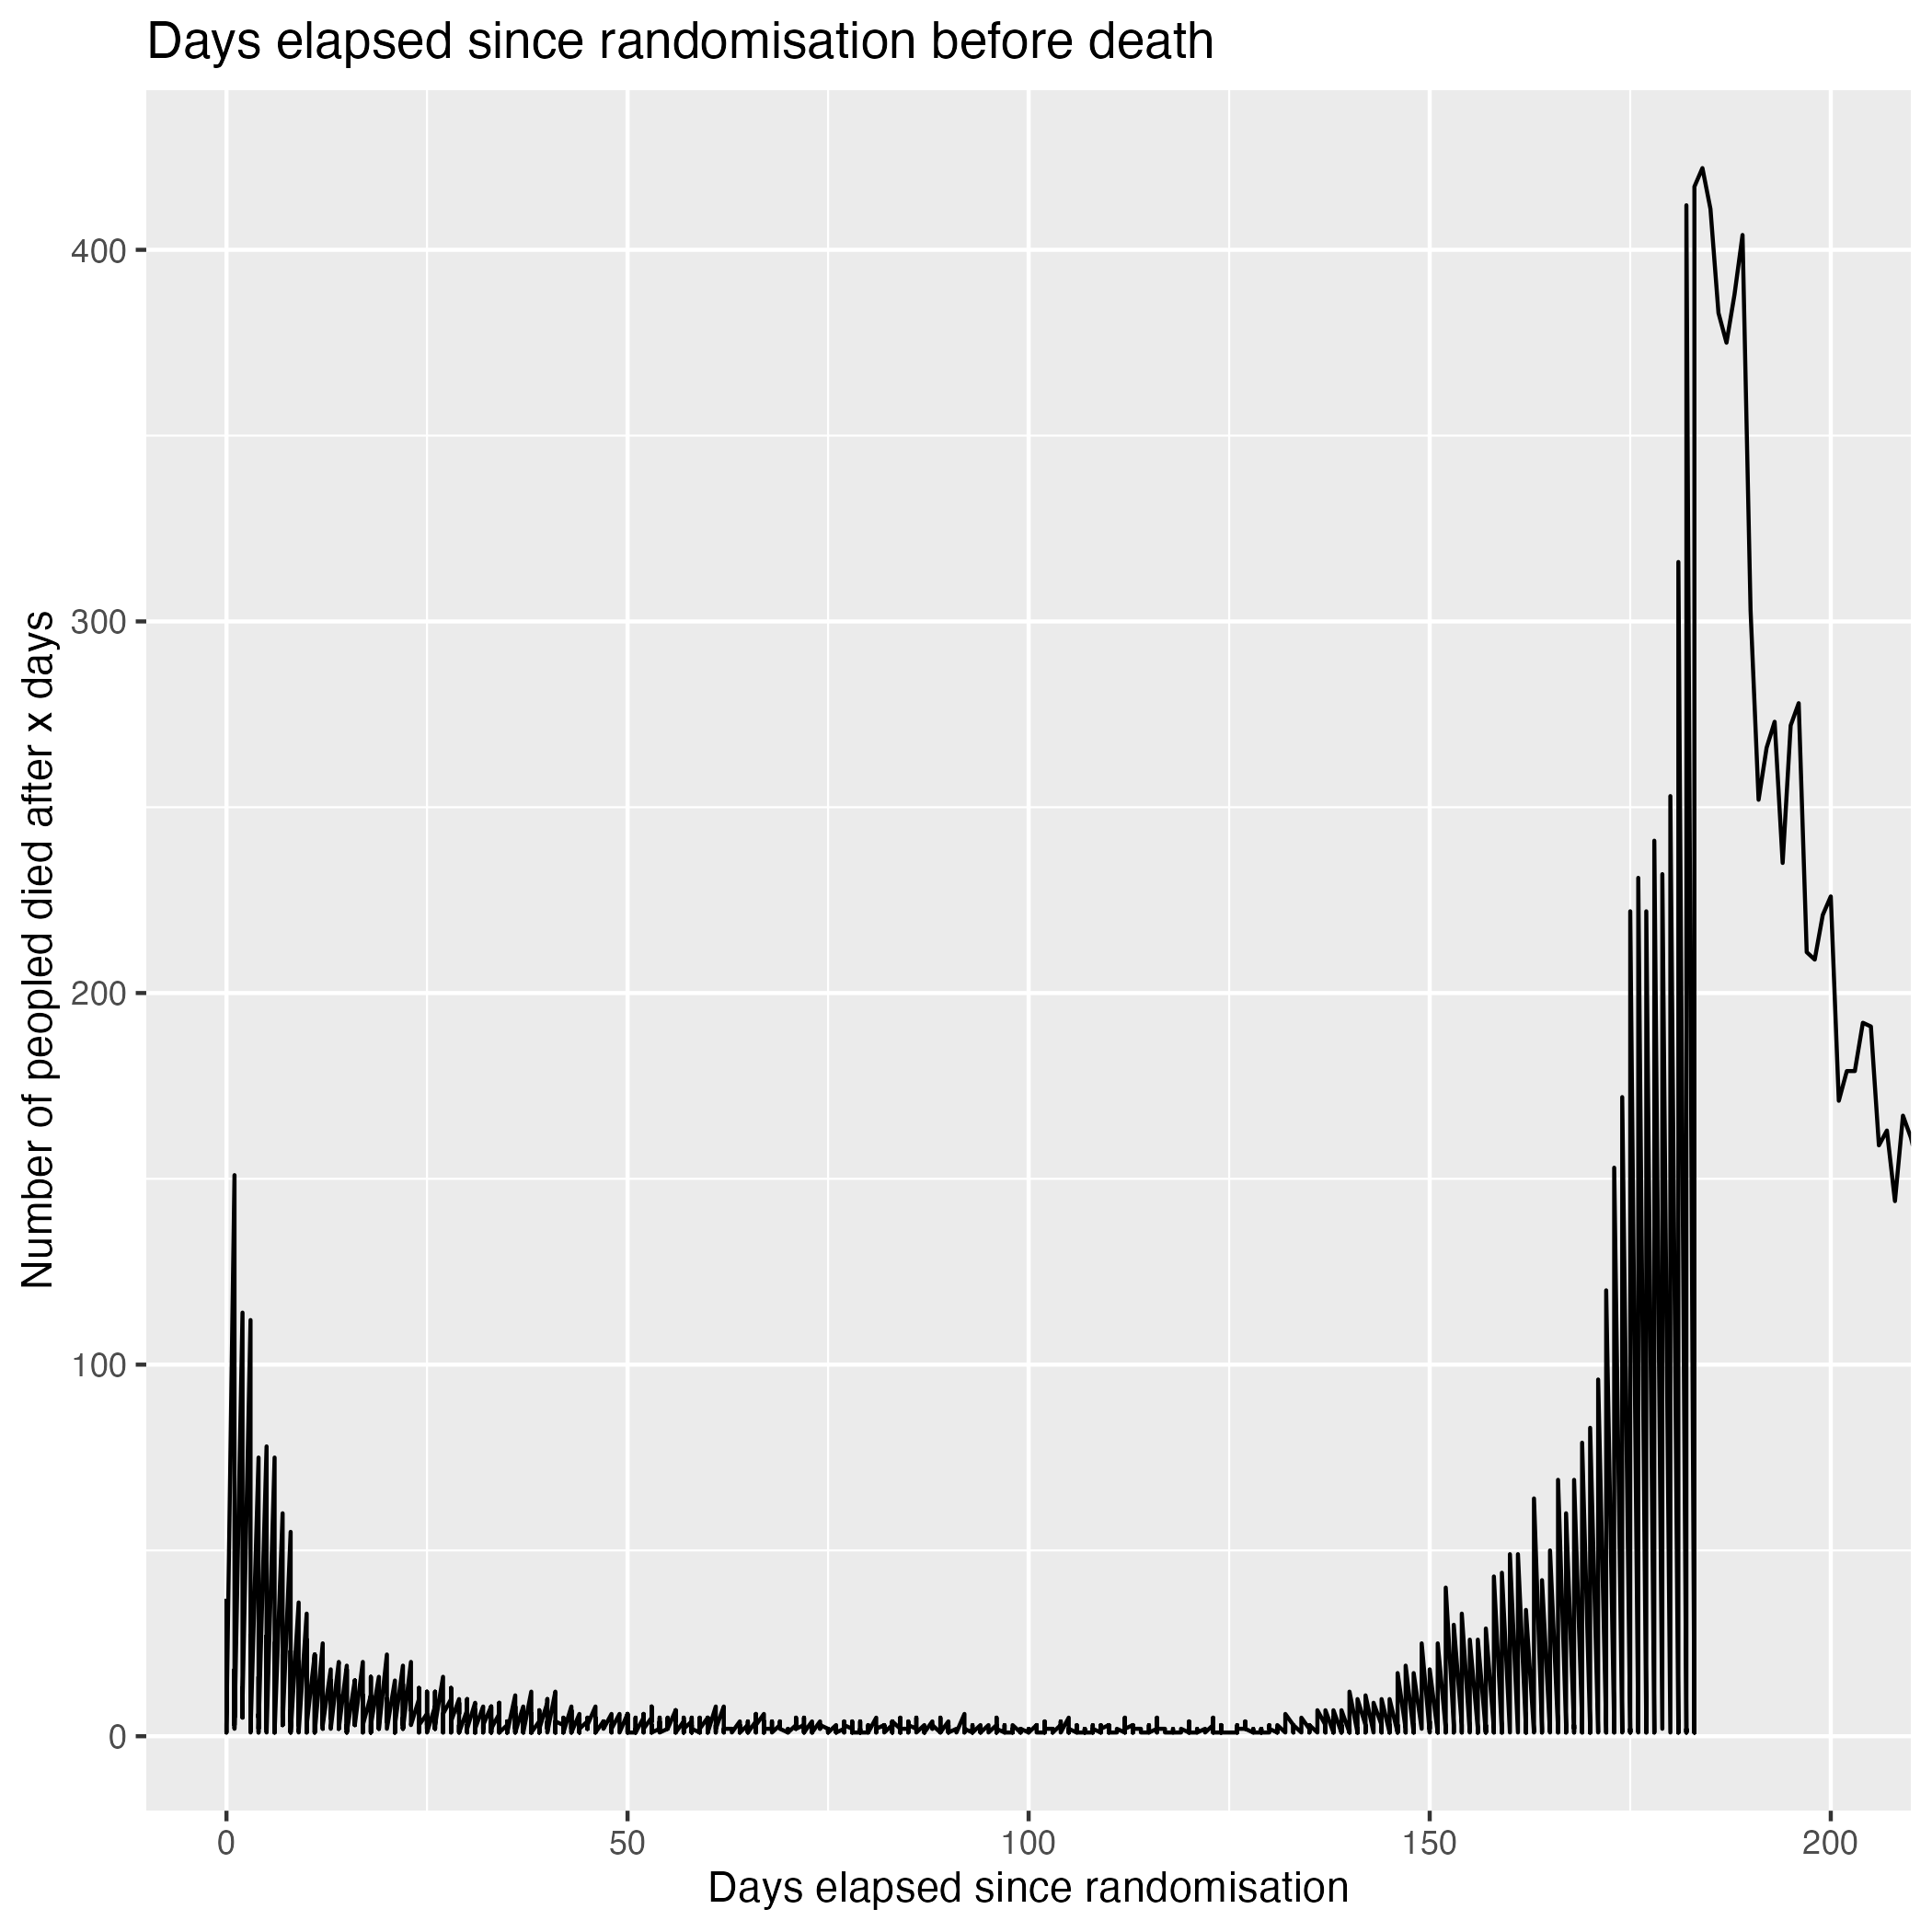 Days elapsed since randomisation before death
Number of peopled died after x days
400
300
200
100
0
0 50 100 150 200
Days elapsed since randomisation